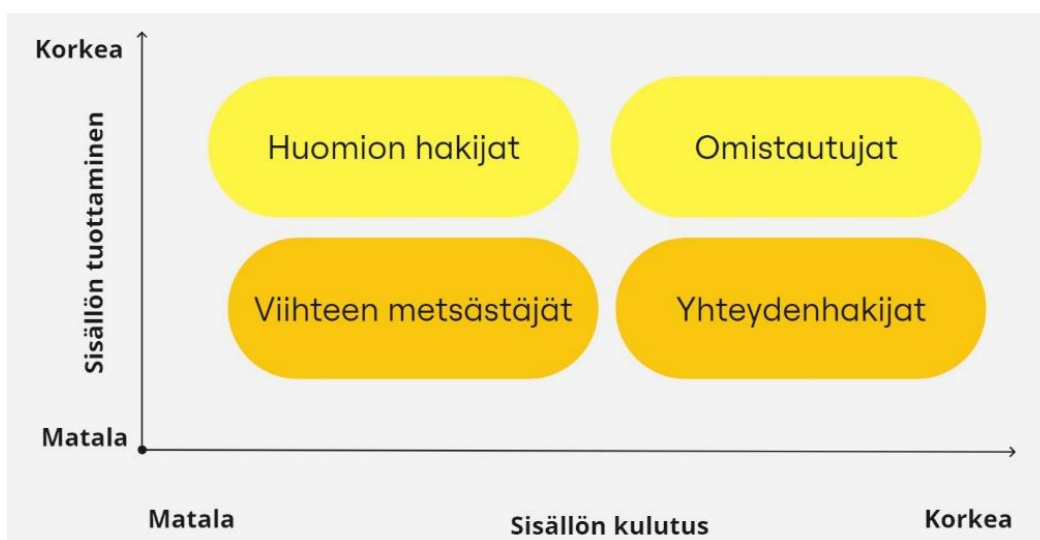 Korkea
Sisällön tuottaminen
Huomion hakijat
Omistautujat
Viihteen metsästäjät
Yhteydenhakijat
Matala
Matala
Sisällön kulutus
Korkea